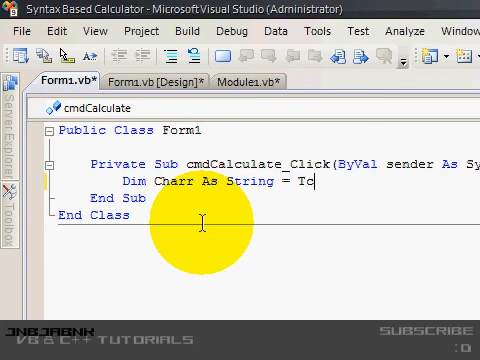 Syntax Based Calculator - Microsoft Visual Studio (Administrator)
File Edit View Project Build Debug Data Tools Test Analyze Window
Form1.vb* Form1.vb [Design]* Module1.vb*
Server Explorer
Toolbox
cmdCalculate
Public Class Form1
Private Sub cmdCalculate_Click(ByVal sender As Sy
Dim Charr As String = Tc
End Sub
End Class
JNBJABNK
VB & C++ TUTORIALS
SUBSCRIBE
:D